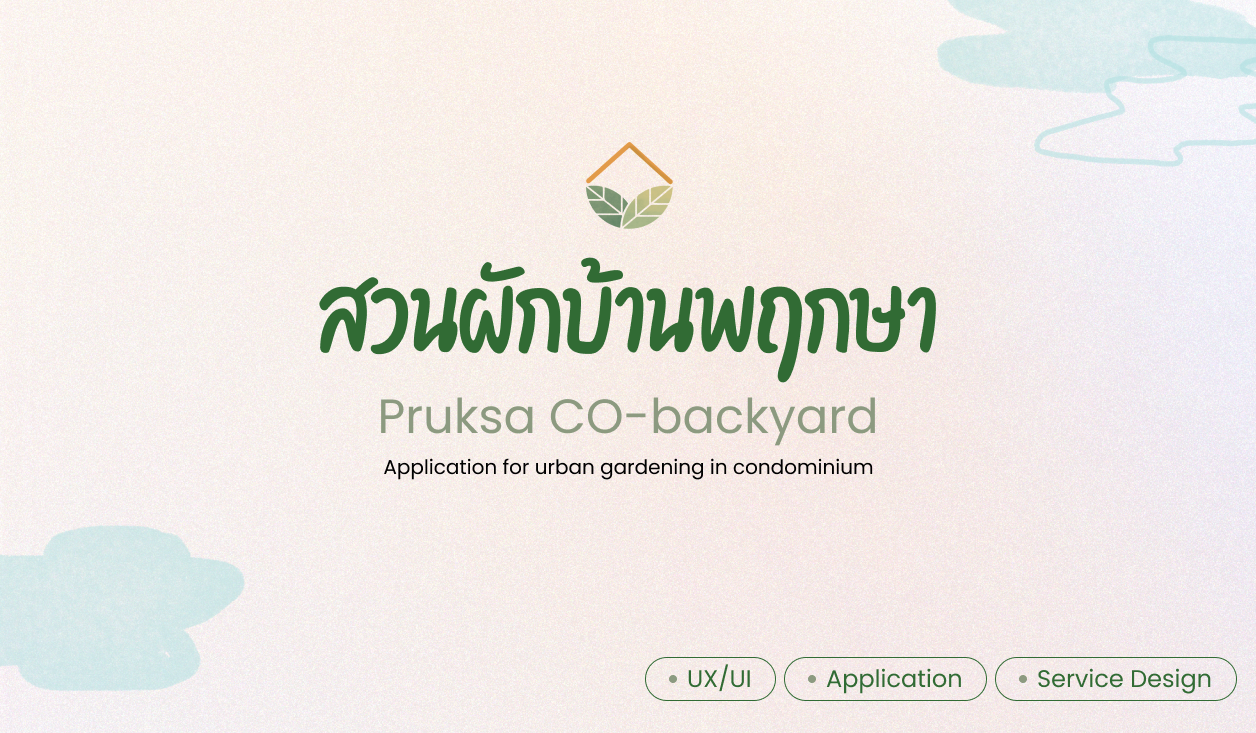 สวนผักบ้านพฤกษา
Pruksa CO-backyard
Application for urban gardening in condominium
UX/UI
Application
Service Design